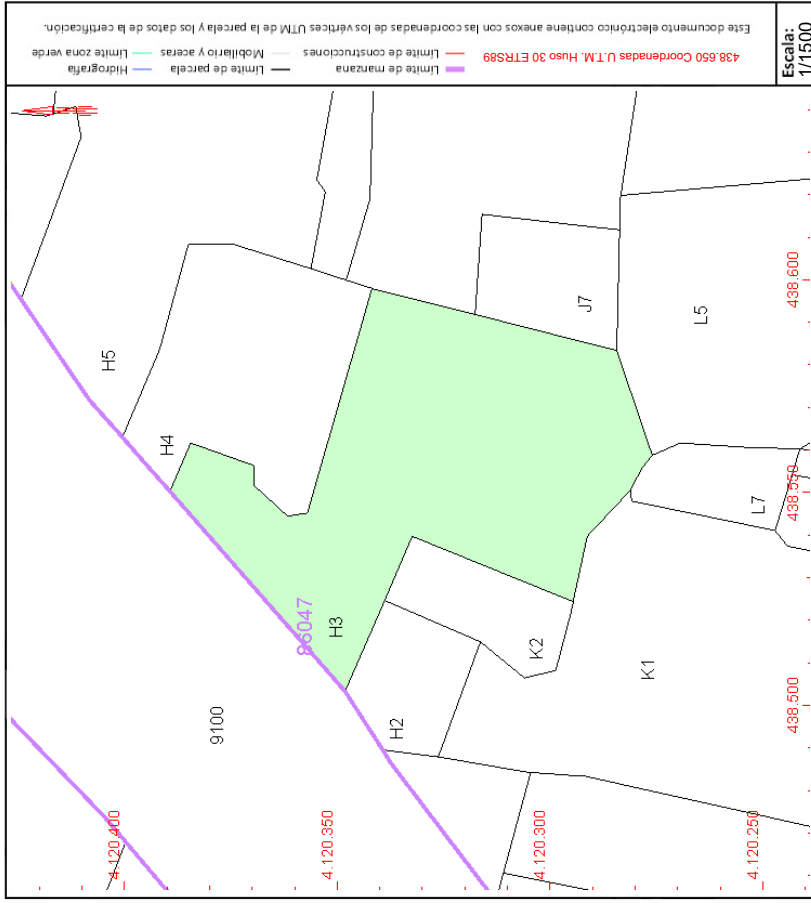 Este documento electrónico contiene anexos con las coordenadas de los vértices UTM de la parcela y los datos de la certificación.
438.650 Coordenadas U.T.M. Huso 30 ETRS89
Límite de manzana
Límite de construcciones
Límite de parcela
Mobiliario y aceras
Hidrografía
Límite zona verde
Escala:
1/1500
H5
H4
86047
H3
9100
H2
K2
K1
J7
L5
L7
438.600
438.550
438.500
4.120.400
4.120.350
4.120.300
4.120.250